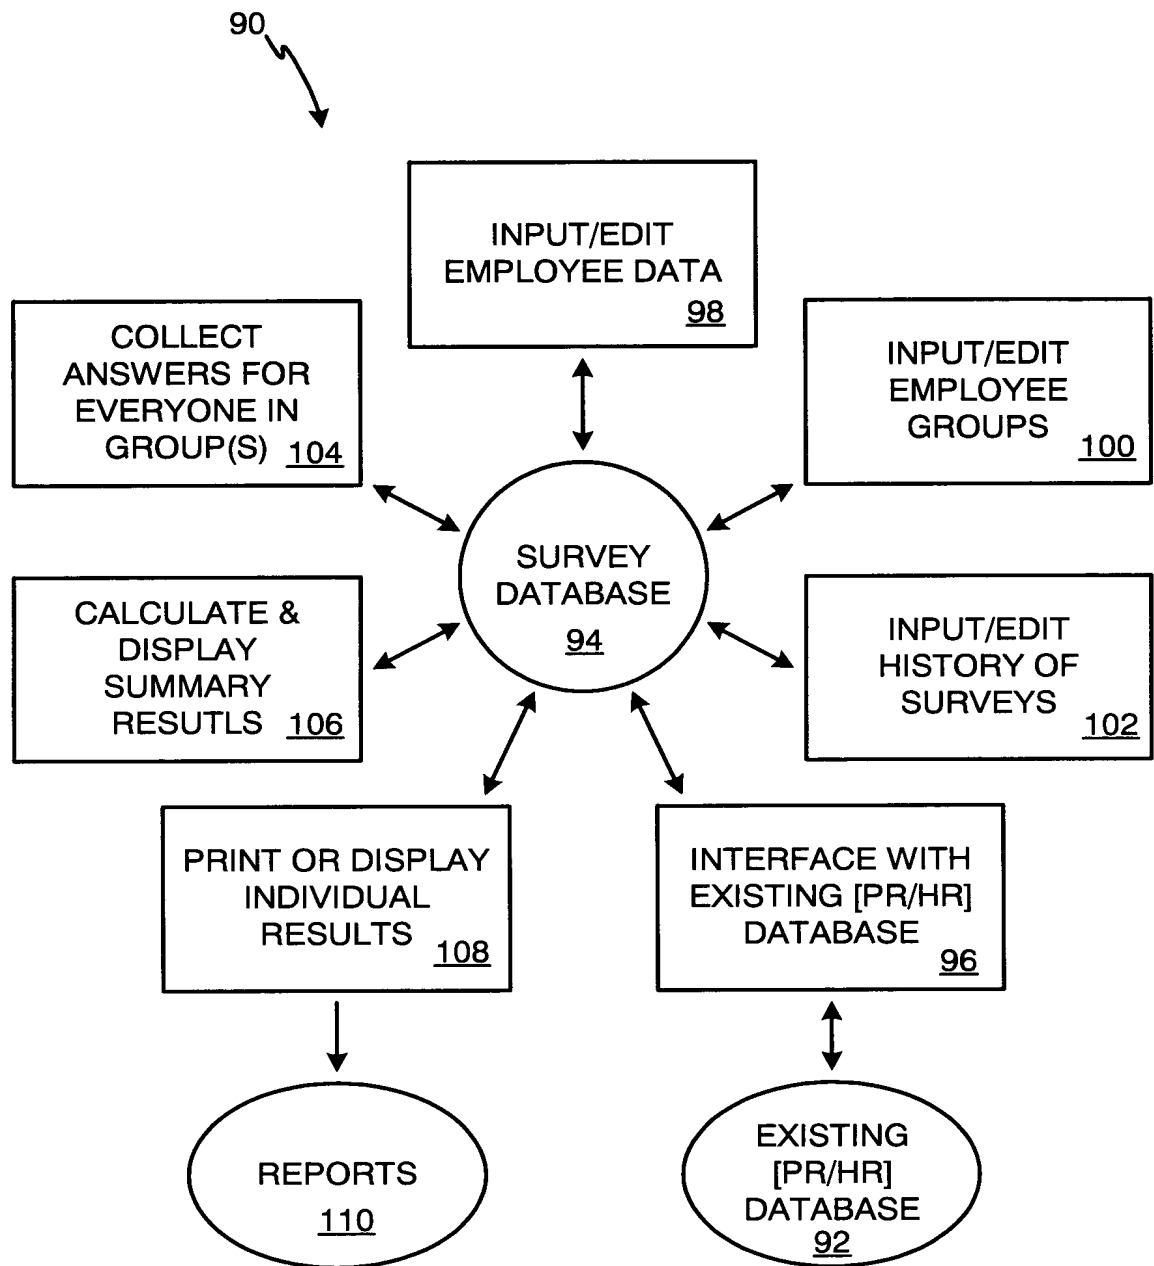 90
INPUT/EDIT
EMPLOYEE DATA
98
COLLECT
ANSWERS FOR
EVERYONE IN
GROUP(S) 104
INPUT/EDIT
EMPLOYEE
GROUPS
100
SURVEY
DATABASE
94
CALCULATE &
DISPLAY
SUMMARY
RESUTLS 106
INPUT/EDIT
HISTORY OF
SURVEYS
102
PRINT OR DISPLAY
INDIVIDUAL
RESULTS
108
INTERFACE WITH
EXISTING [PR/HR]
DATABASE
96
REPORTS
110
EXISTING
[PR/HR]
DATABASE
92